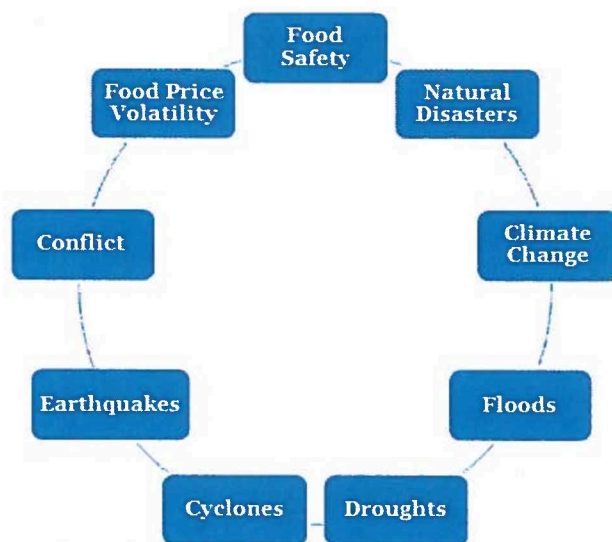 Food
Safety
Natural
Disasters
Climate
Change
Floods
Droughts
Cyclones
Earthquakes
Conflict
Food Price
Volatility